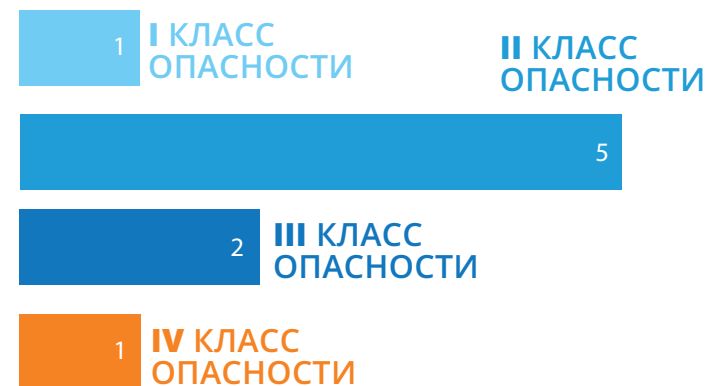 1
I КЛАСС
ОПАСНОСТИ
II КЛАСС
ОПАСНОСТИ
5
2
III КЛАСС
ОПАСНОСТИ
1
IV КЛАСС
ОПАСНОСТИ